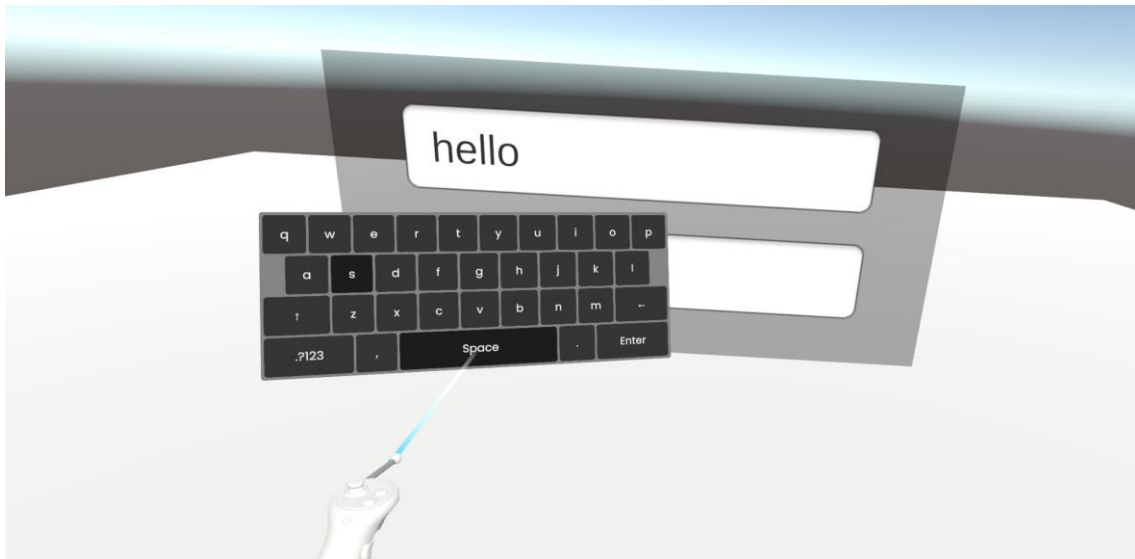 hello
q w e r t y u i o p
a s d f g h j k l
↑ z x c v b n m ←
.?123 , Space . Enter